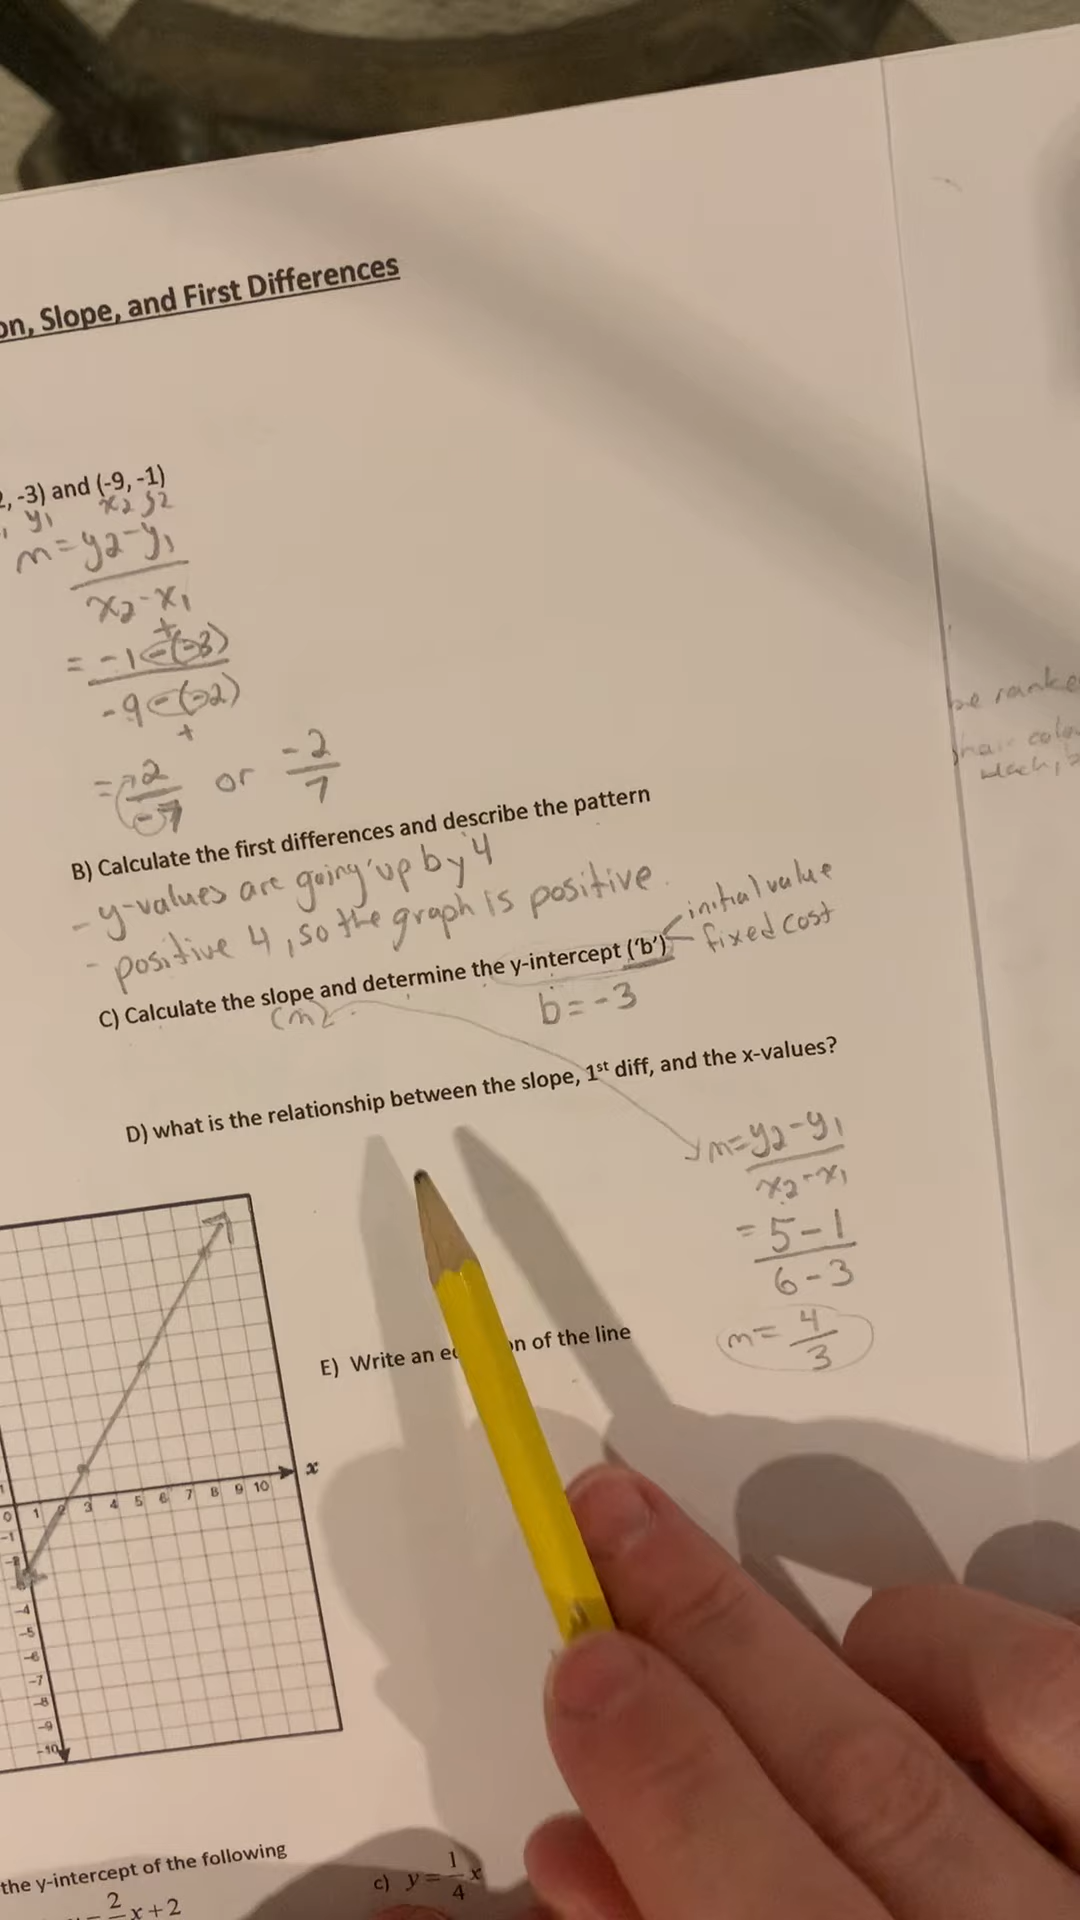 on, Slope, and First Differences
, -3) and (-9, -1)
y1 x2 y2
m = y2 - y1
x2 - x1
+
= -1 - (-3)
-9 - (-2)
+
= 2 or -2
-7 7
B) Calculate the first differences and describe the pattern
- y-values are going up by 4
- positive 4, so the graph is positive.
initial value
fixed cost
C) Calculate the slope and determine the y-intercept ('b')
(m) b = -3
D) what is the relationship between the slope, 1st diff, and the x-values?
m = y2 - y1
x2 - x1
= 5 - 1
6 - 3
m = 4
3
E) Write an of the line
x
0 1 2 3 4 5 6 7 8 9 10
-1
-4
-5
-6
-7
-8
-9
-10
be ranke
hair colo
the y-intercept of the following
2/3 x + 2
c) y = 1/4 x